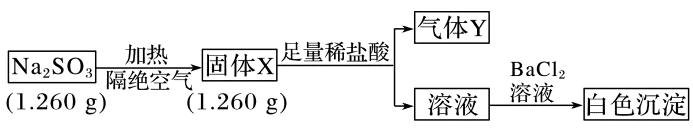 Na₂SO₃
(1.260 g)
加热
隔绝空气
固体X
(1.260 g)
足量稀盐酸
气体Y
溶液
BaCl₂
溶液
白色沉淀